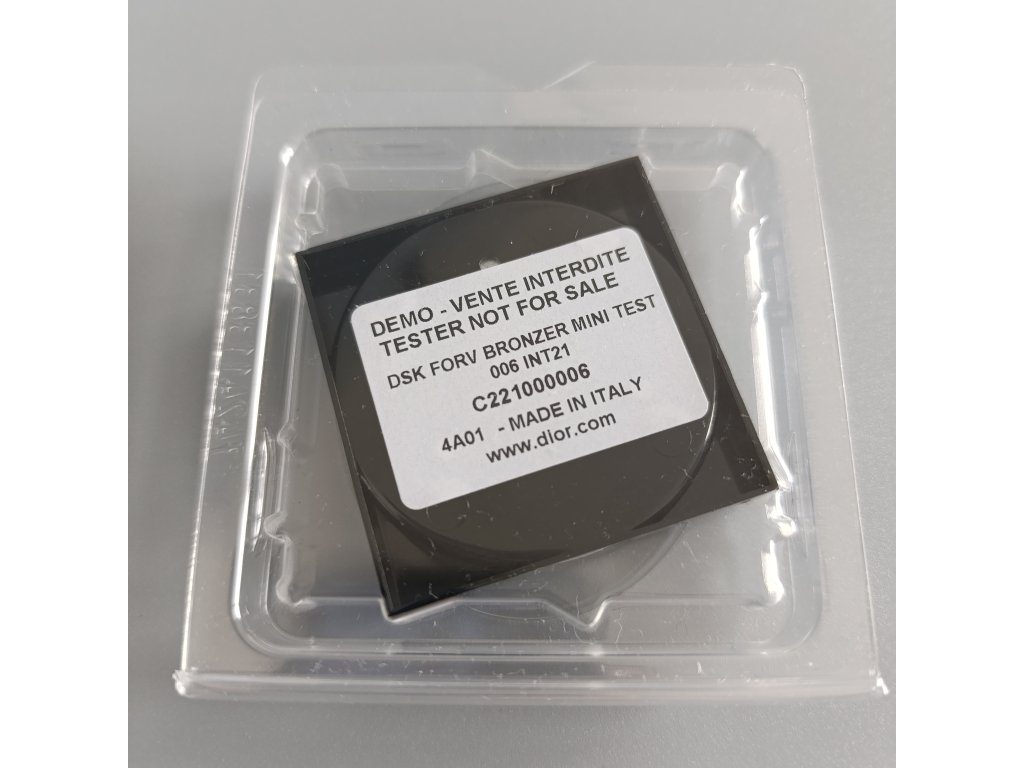 DEMO - VENTE INTERDITE
TESTER NOT FOR SALE
DSK FORV BRONZER MINI TEST
006 INT21
C221000006
4A01 - MADE IN ITALY
www.dior.com